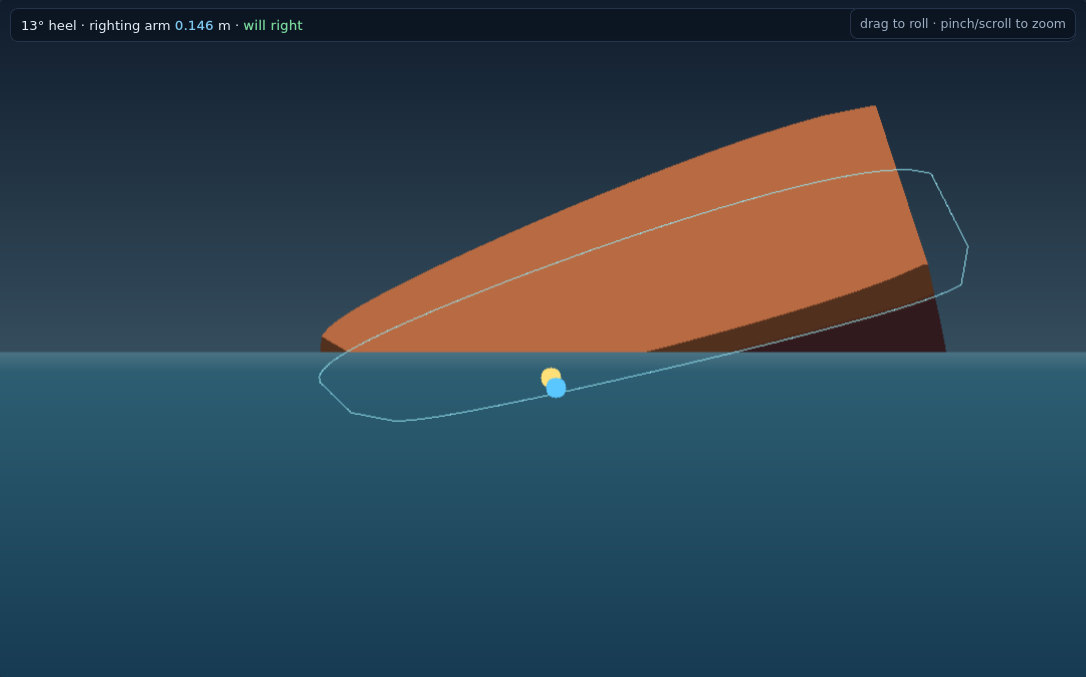 13° heel · righting arm 0.146 m · will right
drag to roll · pinch/scroll to zoom